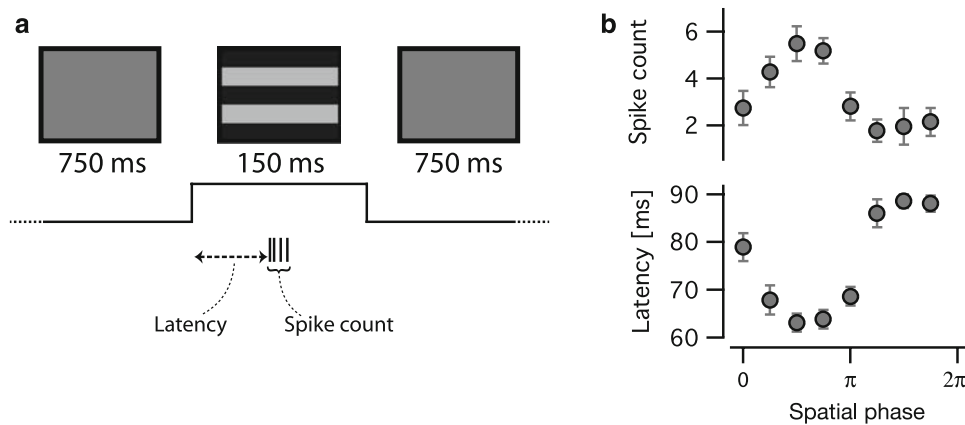 a
750 ms
150 ms
750 ms
Latency
Spike count
b
Spike count
6
4
2
Latency [ms]
90
80
70
60
0
π
2π
Spatial phase